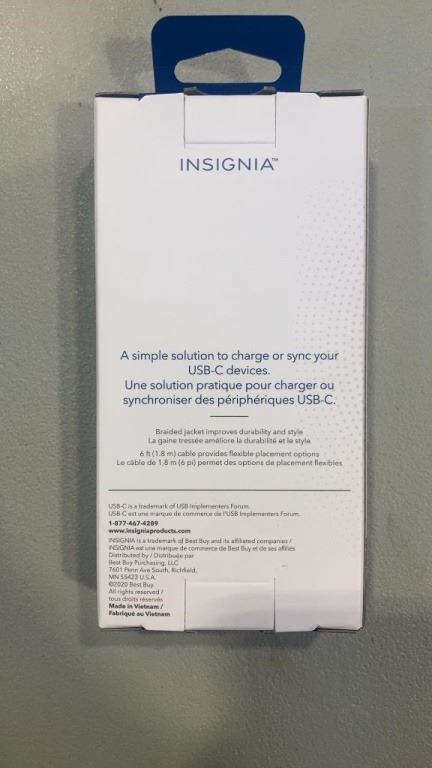 INSIGNIA™
A simple solution to charge or sync your
USB-C devices.
Une solution pratique pour charger ou
synchroniser des périphériques USB-C.
Braided jacket improves durability and style
La gaine tressée améliore la durabilité et le style
6 ft (1.8 m) cable provides flexible placement options
Le câble de 1,8 m (6 pi) permet des options de placement flexibles
USB-C is a trademark of USB Implementers Forum.
USB-C est une marque de commerce de l'USB Implementers Forum.
1-877-467-4289
www.insigniaproducts.com
INSIGNIA is a trademark of Best Buy and its affiliated companies /
INSIGNIA est une marque de commerce de Best Buy et de ses affiliés
Distributed by / Distribuée par
Best Buy Purchasing, LLC
7601 Penn Ave South, Richfield,
MN 55423 U.S.A.
©2020 Best Buy.
All rights reserved /
tous droits réservés
Made in Vietnam /
Fabriqué au Vietnam